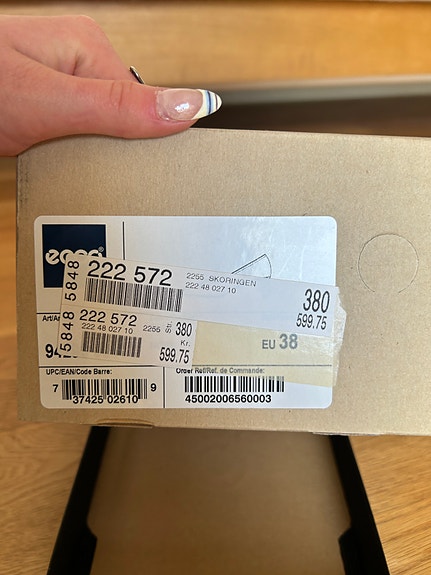 ecco®
5848
222 572
2255 SKORINGEN
222 48 027 10
380
599.75
Art/Ar
5848
222 572
222 48 027 10
2255
380
Kr.
599.75
EU 38
UPC/EAN/Code Barre:
7 37425 02610 9
Order Ref/Ref. de Commande:
45002006560003